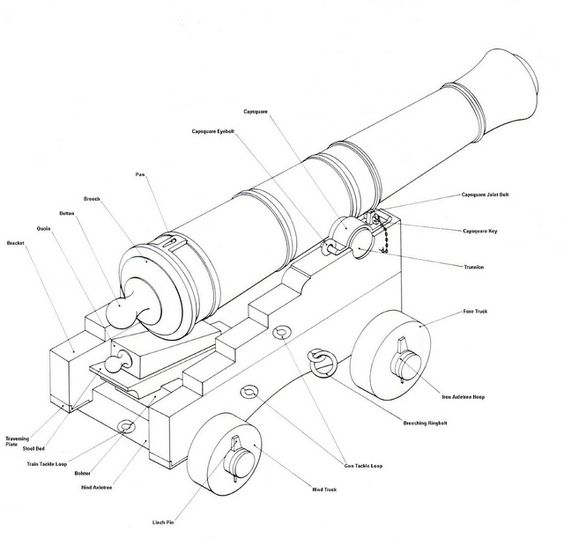 Capsquare
Capsquare Eyebolt
Pan
Breech
Button
Quoin
Bracket
Capsquare Joint Bolt
Capsquare Key
Trunnion
Fore Truck
Iron Axletree Hoop
Breeching Ringbolt
Gun Tackle Loop
Hind Truck
Linch Pin
Hind Axletree
Bolster
Train Tackle Loop
Stool Bed
Traversing
Plate